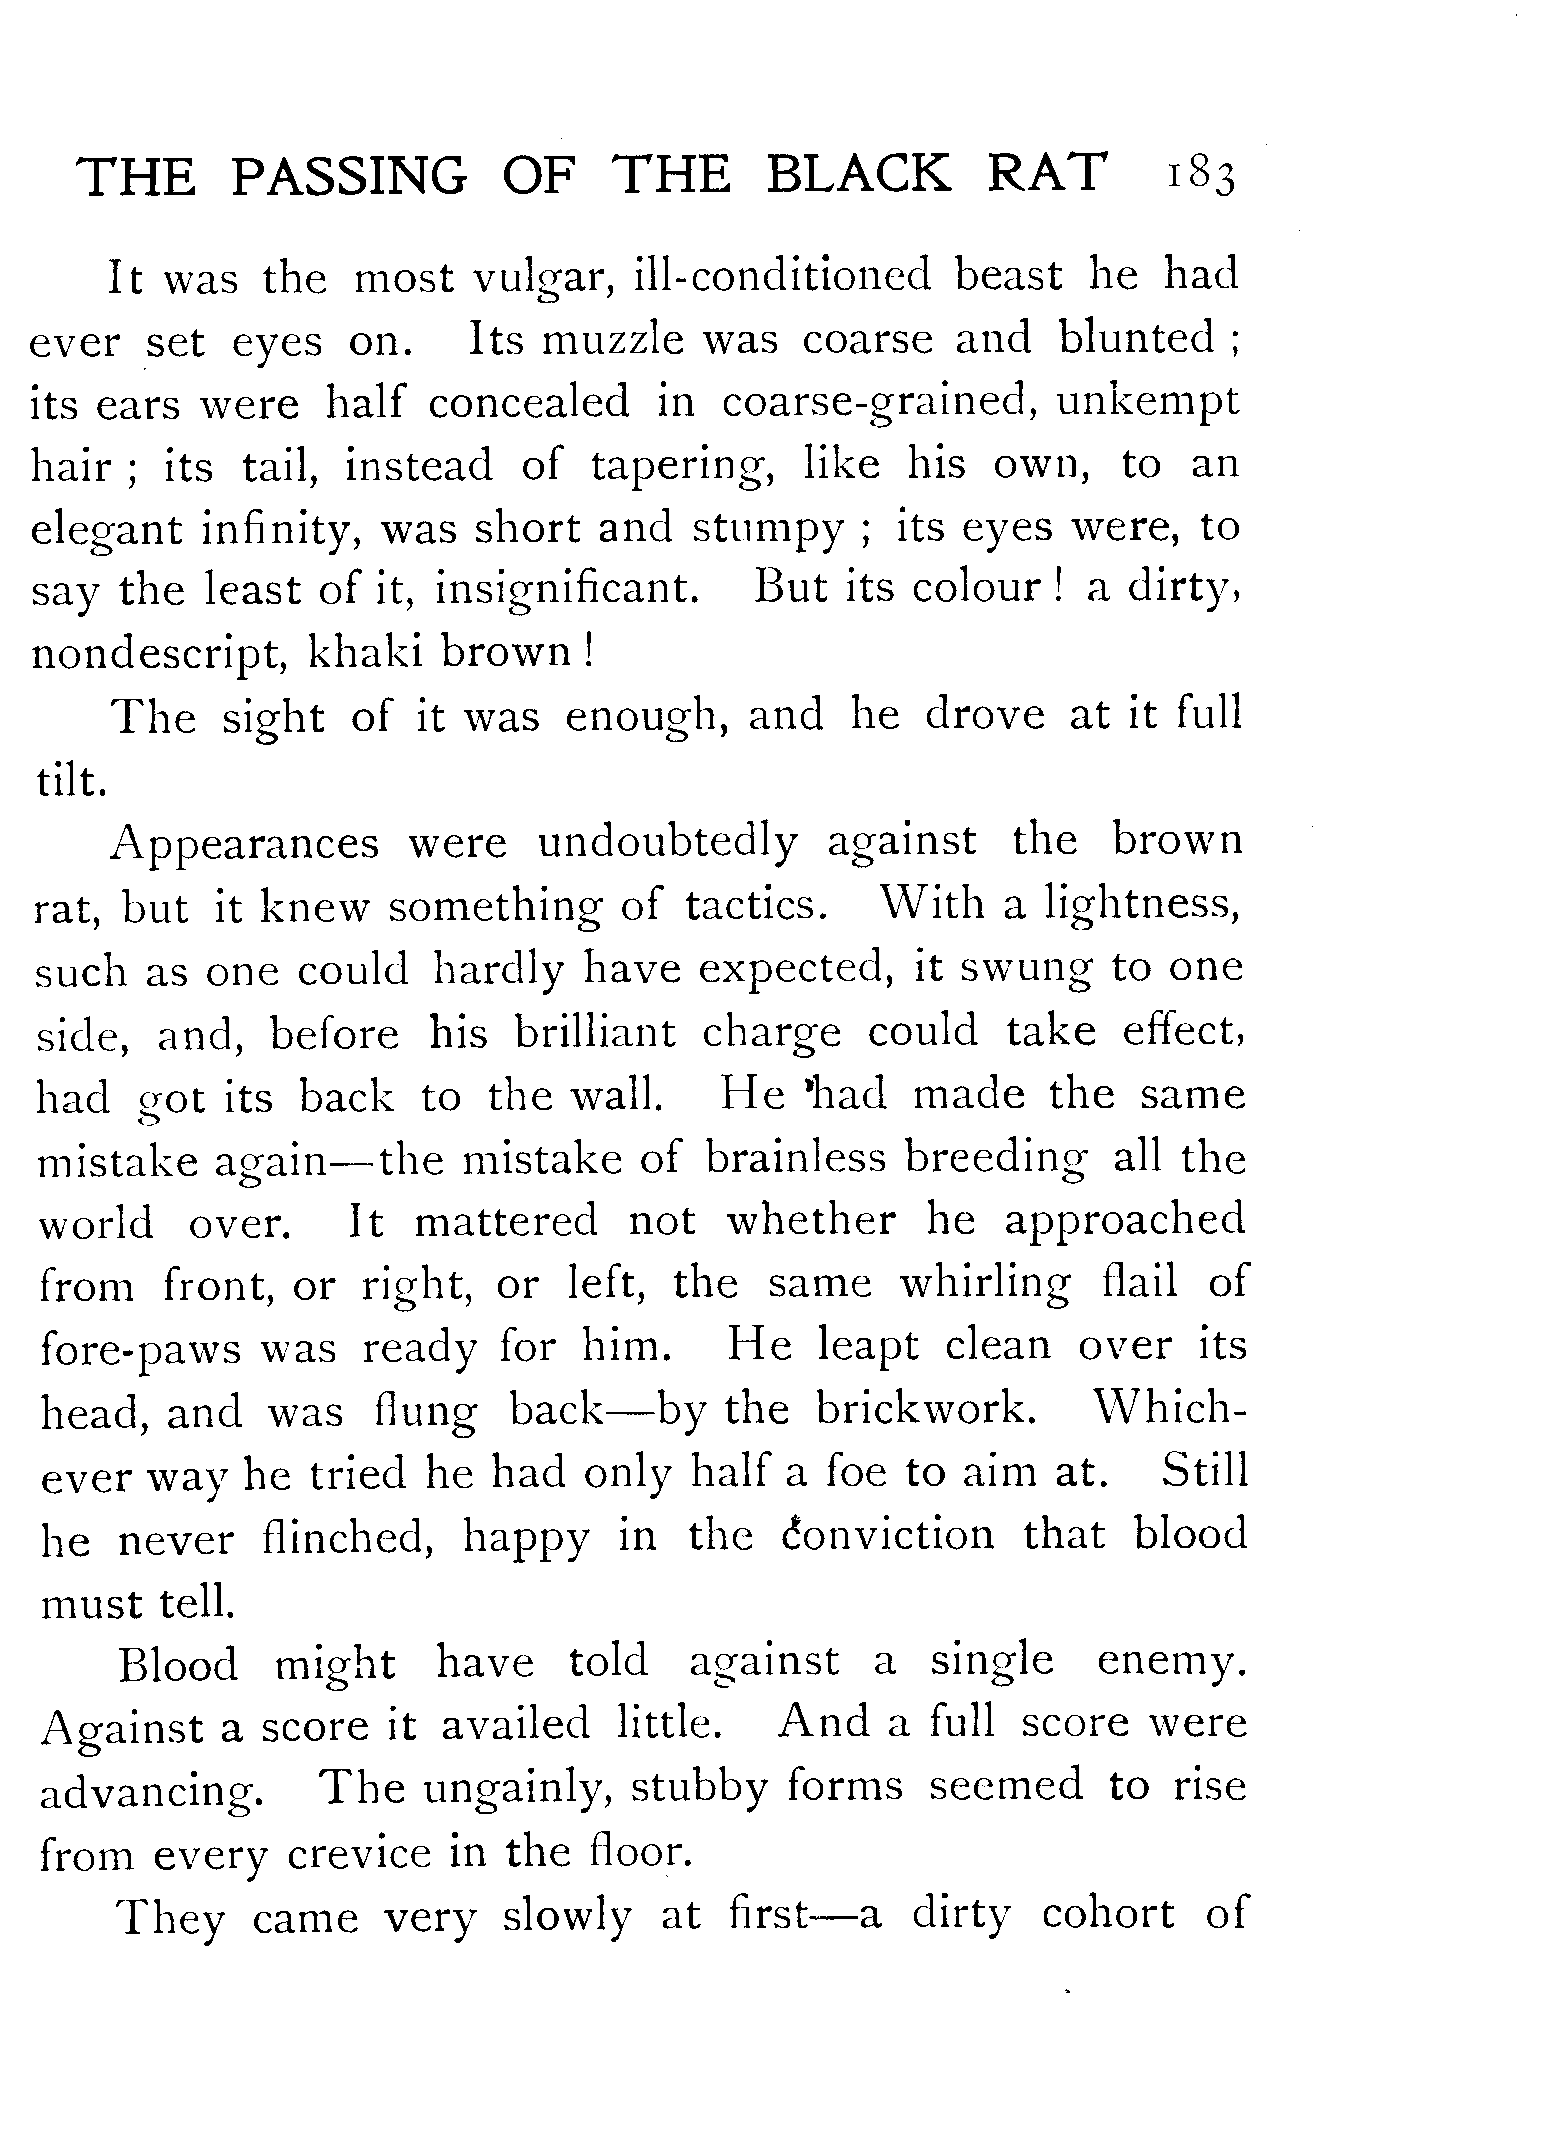 THE PASSING OF THE BLACK RAT 183
It was the most vulgar, ill-conditioned beast he had
ever set eyes on. Its muzzle was coarse and blunted ;
its ears were half concealed in coarse-grained, unkempt
hair ; its tail, instead of tapering, like his own, to an
elegant infinity, was short and stumpy ; its eyes were, to
say the least of it, insignificant. But its colour ! a dirty,
nondescript, khaki brown !
The sight of it was enough, and he drove at it full
tilt.
Appearances were undoubtedly against the brown
rat, but it knew something of tactics. With a lightness,
such as one could hardly have expected, it swung to one
side, and, before his brilliant charge could take effect,
had got its back to the wall. He had made the same
mistake again—the mistake of brainless breeding all the
world over. It mattered not whether he approached
from front, or right, or left, the same whirling flail of
fore-paws was ready for him. He leapt clean over its
head, and was flung back—by the brickwork. Which-
ever way he tried he had only half a foe to aim at. Still
he never flinched, happy in the conviction that blood
must tell.
Blood might have told against a single enemy.
Against a score it availed little. And a full score were
advancing. The ungainly, stubby forms seemed to rise
from every crevice in the floor.
They came very slowly at first—a dirty cohort of